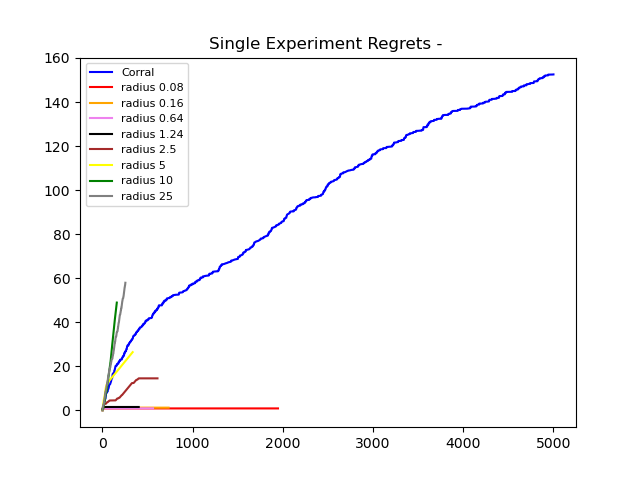 Single Experiment Regrets -
160
140
120
100
80
60
40
20
0
Corral
radius 0.08
radius 0.16
radius 0.64
radius 1.24
radius 2.5
radius 5
radius 10
radius 25
0 1000 2000 3000 4000 5000